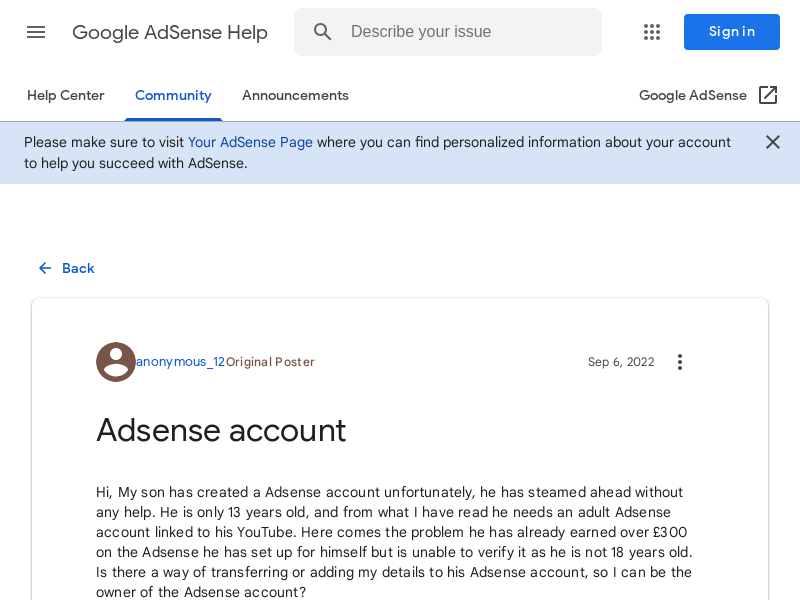 Google AdSense Help
Describe your issue
Sign in
Help Center
Community
Announcements
Google AdSense
Please make sure to visit Your AdSense Page where you can find personalized information about your account
to help you succeed with AdSense.
Back
anonymous_12Original Poster
Sep 6, 2022
Adsense account
Hi, My son has created a Adsense account unfortunately, he has steamed ahead without
any help. He is only 13 years old, and from what I have read he needs an adult Adsense
account linked to his YouTube. Here comes the problem he has already earned over £300
on the Adsense he has set up for himself but is unable to verify it as he is not 18 years old.
Is there a way of transferring or adding my details to his Adsense account, so I can be the
owner of the Adsense account?